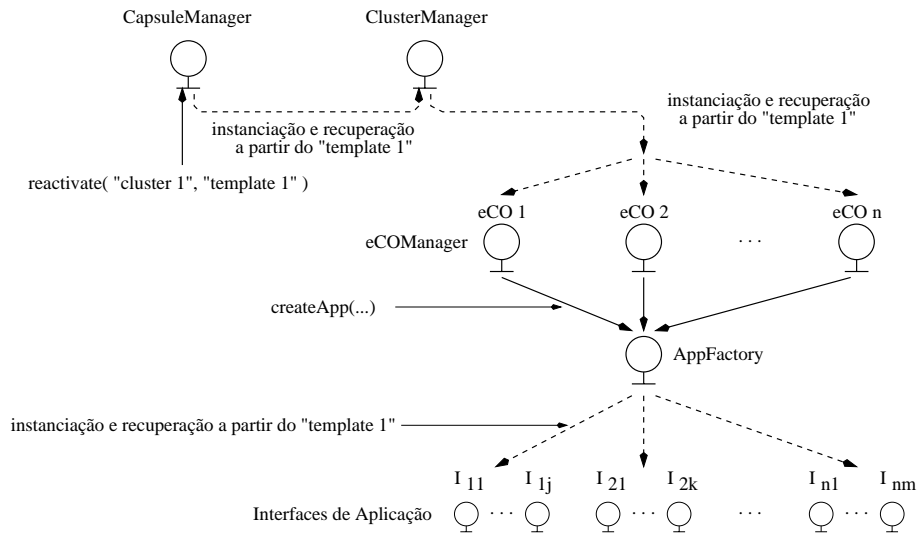 CapsuleManager
ClusterManager
instanciação e recuperação
a partir do "template 1"
instanciação e recuperação
a partir do "template 1"
reactivate( "cluster 1", "template 1" )
eCO 1
eCO 2
eCO n
eCOManager
. . .
createApp(...)
AppFactory
instanciação e recuperação a partir do "template 1"
I 11
I 1j
I 21
I 2k
I n1
I nm
Interfaces de Aplicação
. . .
. . .
. . .
. . .